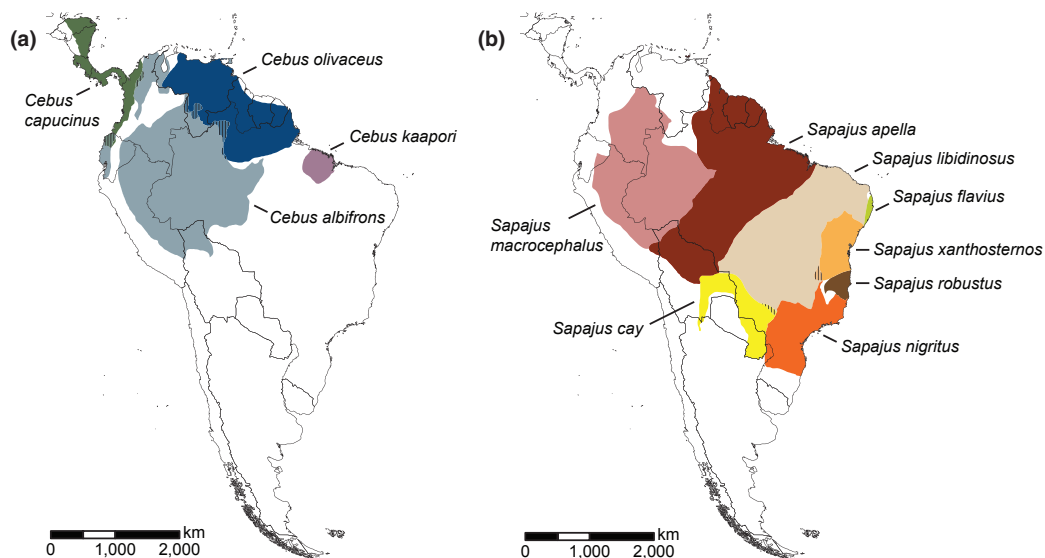 (a)
Cebus olivaceus
Cebus
capucinus
Cebus kaapori
Cebus albifrons
km
0 1,000 2,000
(b)
Sapajus apella
Sapajus libidinosus
Sapajus flavius
Sapajus
macrocephalus
Sapajus xanthosternos
Sapajus robustus
Sapajus cay
Sapajus nigritus
km
0 1,000 2,000